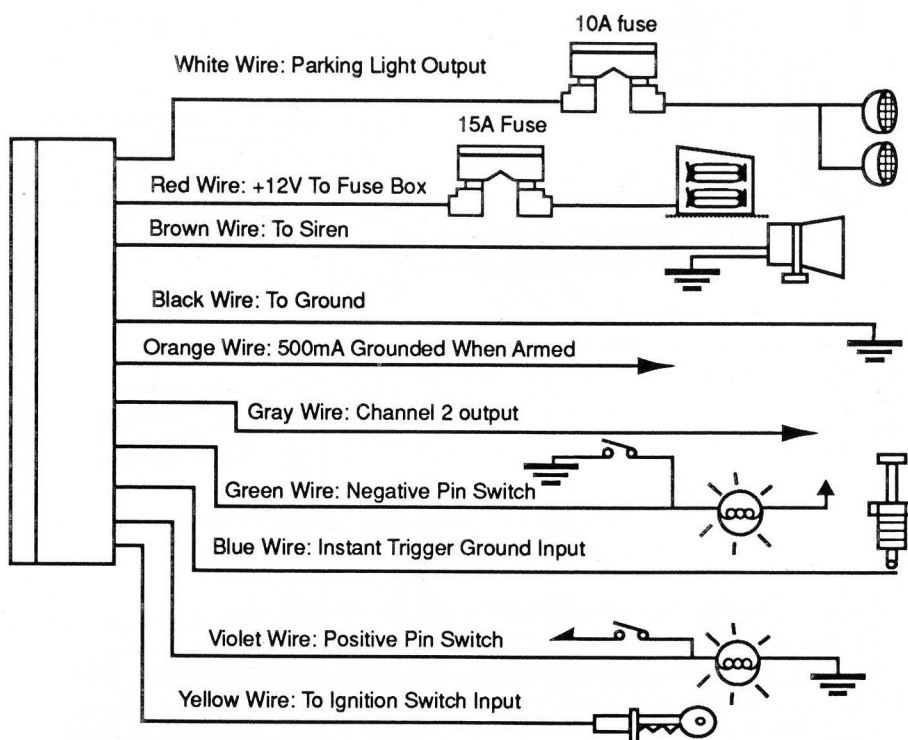 10A fuse
White Wire: Parking Light Output
15A Fuse
Red Wire: +12V To Fuse Box
Brown Wire: To Siren
Black Wire: To Ground
Orange Wire: 500mA Grounded When Armed
Gray Wire: Channel 2 output
Green Wire: Negative Pin Switch
Blue Wire: Instant Trigger Ground Input
Violet Wire: Positive Pin Switch
Yellow Wire: To Ignition Switch Input